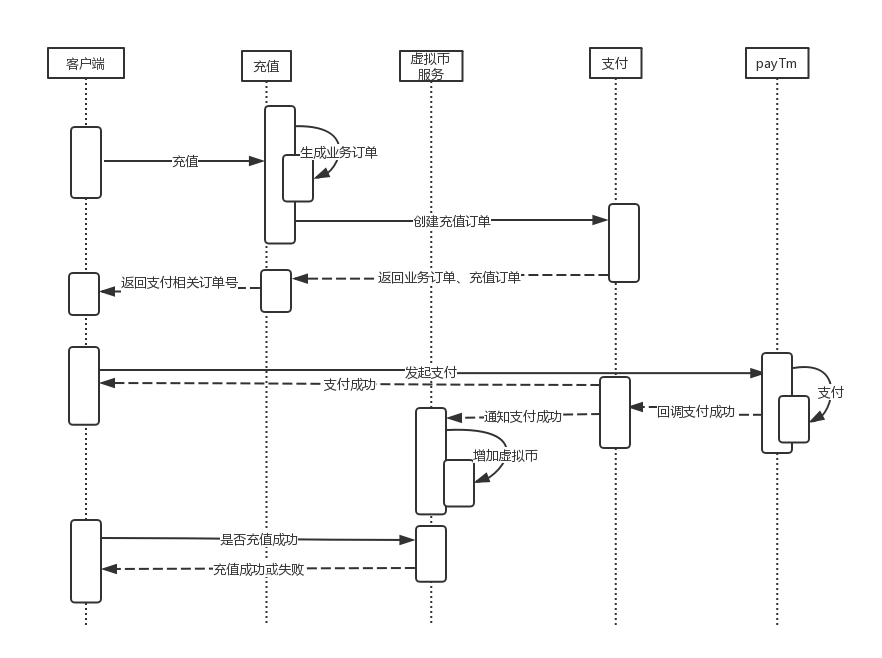 客户端
充值
虚拟币
服务
支付
payTm
生成业务订单
充值
创建充值订单
返回业务订单、充值订单
返回支付相关订单号
发起支付
支付成功
支付
回调支付成功
通知支付成功
增加虚拟币
是否充值成功
充值成功或失败